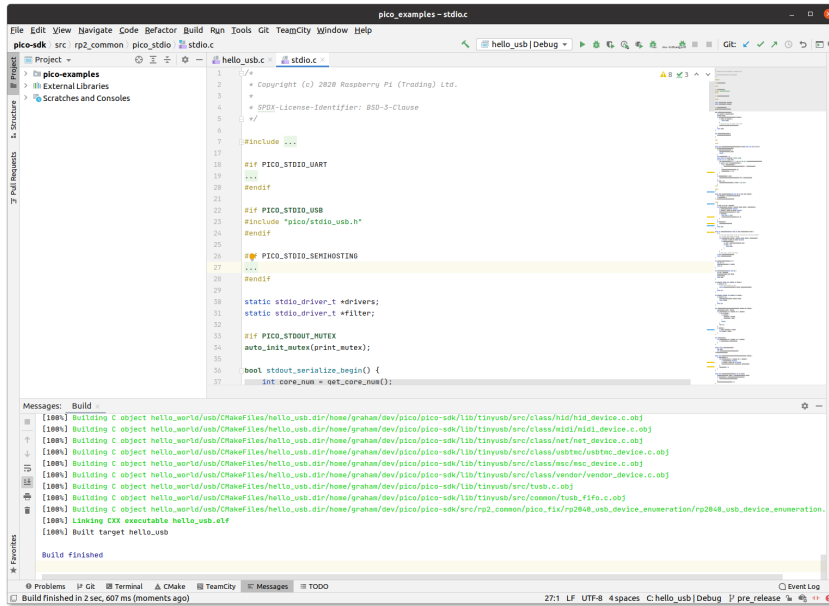 pico_examples – stdio.c
File Edit View Navigate Code Refactor Build Run Tools Git TeamCity Window Help
pico-sdk src rp2_common pico_stdio stdio.c
hello_usb | Debug
Git:
Project
hello_usb.c
stdio.c
pico-examples
External Libraries
Scratches and Consoles
Project
Structure
Pull Requests
Favorites
8 3
1 /*
2 * Copyright (c) 2020 Raspberry Pi (Trading) Ltd.
3 *
4 * SPDX-License-Identifier: BSD-3-Clause
5 */
6
7 #include ...
17
18 #if PICO_STDIO_UART
19 ...
20 #endif
21
22 #if PICO_STDIO_USB
23 #include "pico/stdio_usb.h"
24 #endif
25
26 #if PICO_STDIO_SEMIHOSTING
27 ...
28 #endif
29
30 static stdio_driver_t *drivers;
31 static stdio_driver_t *filter;
32
33 #if PICO_STDOUT_MUTEX
34 auto_init_mutex(print_mutex);
35
36 bool stdout_serialize_begin() {
37 int core_num = get_core_num();
Messages: Build
[100%] Building C object hello_world/usb/CMakeFiles/hello_usb.dir/home/graham/dev/pico/pico-sdk/lib/tinyusb/src/class/hid/hid_device.c.obj
[100%] Building C object hello_world/usb/CMakeFiles/hello_usb.dir/home/graham/dev/pico/pico-sdk/lib/tinyusb/src/class/midi/midi_device.c.obj
[100%] Building C object hello_world/usb/CMakeFiles/hello_usb.dir/home/graham/dev/pico/pico-sdk/lib/tinyusb/src/class/net/net_device.c.obj
[100%] Building C object hello_world/usb/CMakeFiles/hello_usb.dir/home/graham/dev/pico/pico-sdk/lib/tinyusb/src/class/usbtmc/usbtmc_device.c.obj
[100%] Building C object hello_world/usb/CMakeFiles/hello_usb.dir/home/graham/dev/pico/pico-sdk/lib/tinyusb/src/class/msc/msc_device.c.obj
[100%] Building C object hello_world/usb/CMakeFiles/hello_usb.dir/home/graham/dev/pico/pico-sdk/lib/tinyusb/src/class/vendor/vendor_device.c.obj
[100%] Building C object hello_world/usb/CMakeFiles/hello_usb.dir/home/graham/dev/pico/pico-sdk/lib/tinyusb/src/tusb.c.obj
[100%] Building C object hello_world/usb/CMakeFiles/hello_usb.dir/home/graham/dev/pico/pico-sdk/lib/tinyusb/src/common/tusb_fifo.c.obj
[100%] Building C object hello_world/usb/CMakeFiles/hello_usb.dir/home/graham/dev/pico/pico-sdk/src/rp2_common/pico_fix/rp2040_usb_device_enumeration/rp2040_usb_device_enumeration.
[100%] Linking CXX executable hello_usb.elf
[100%] Built target hello_usb
Build finished
Problems Git Terminal CMake TeamCity Messages TODO Event Log
Build finished in 2 sec, 607 ms (moments ago) 27:1 LF UTF-8 4 spaces C: hello_usb | Debug pre_release